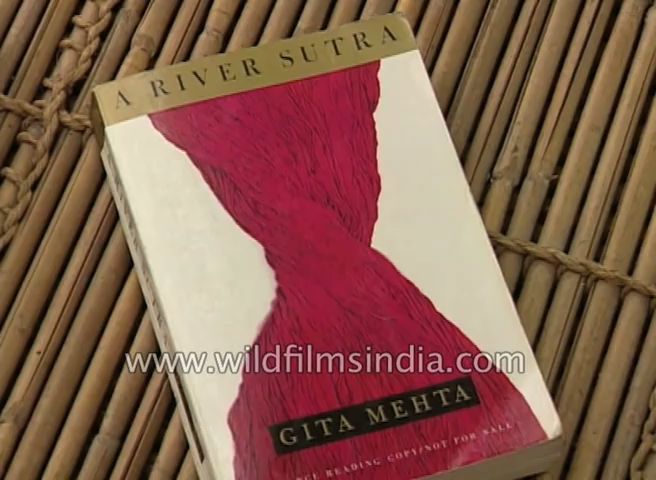 A RIVER SUTRA
www.wildfilmsindia.com
GITA MEHTA
READING COPY/NOT FOR SALE